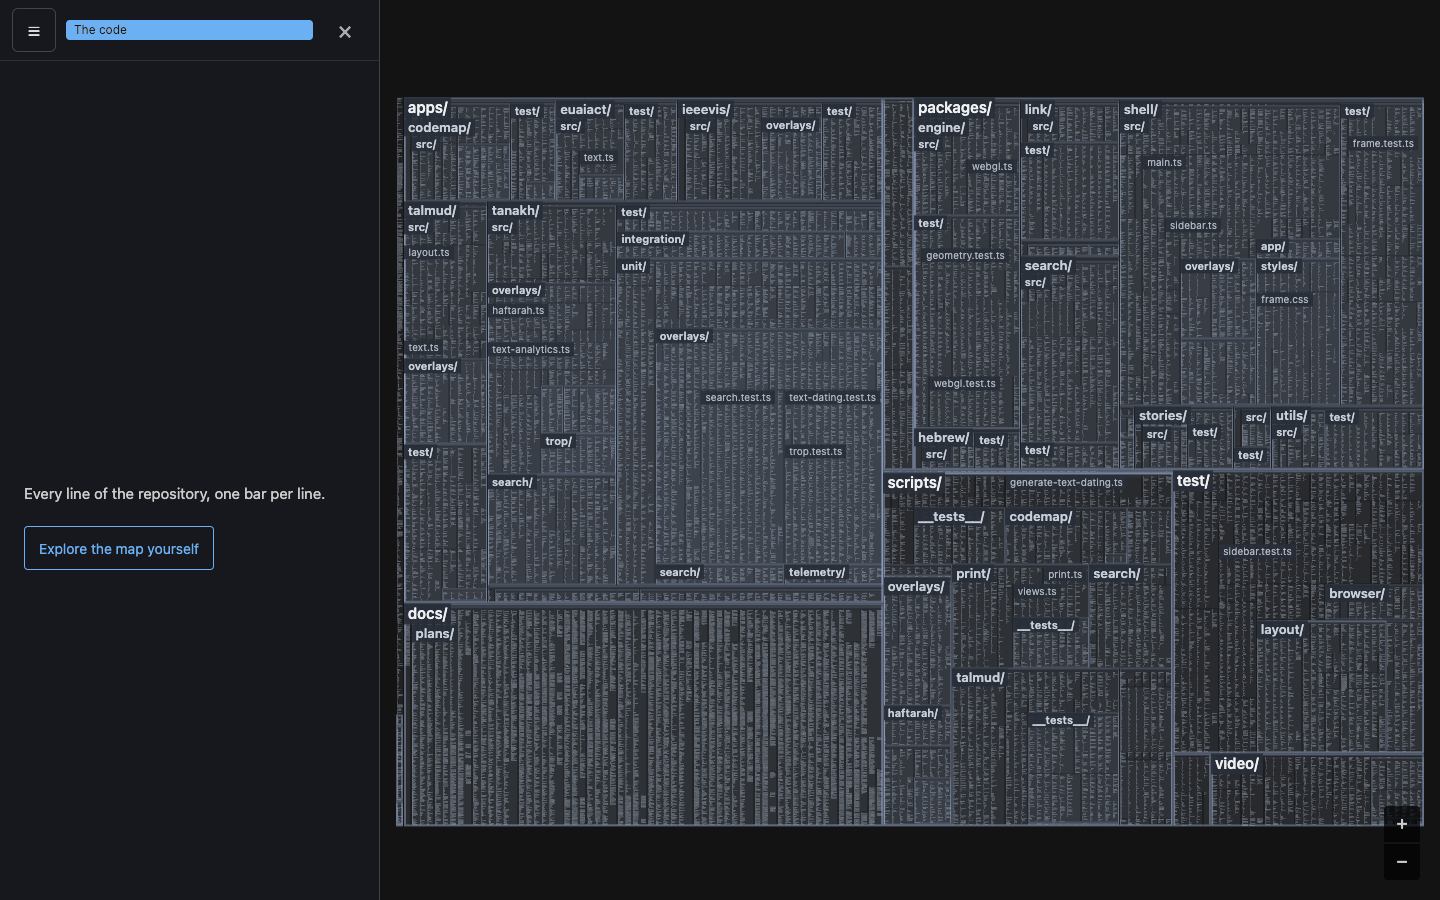 The code
Every line of the repository, one bar per line.
Explore the map yourself
apps/
codemap/
src/
test/
euaiact/
src/
text.ts
test/
ieeevis/
src/
overlays/
test/
talmud/
src/
layout.ts
text.ts
overlays/
test/
tanakh/
src/
overlays/
haftarah.ts
text-analytics.ts
trop/
search/
test/
integration/
unit/
overlays/
search.test.ts
text-dating.test.ts
trop.test.ts
search/
telemetry/
docs/
plans/
packages/
engine/
src/
webgl.ts
test/
geometry.test.ts
webgl.test.ts
hebrew/
src/
test/
link/
src/
test/
search/
src/
test/
shell/
src/
main.ts
sidebar.ts
app/
overlays/
styles/
frame.css
test/
frame.test.ts
stories/
src/
test/
src/
test/
utils/
src/
test/
scripts/
generate-text-dating.ts
__tests__/
codemap/
overlays/
haftarah/
print/
print.ts
views.ts
__tests__/
search/
talmud/
__tests__/
test/
sidebar.test.ts
browser/
layout/
video/
+
−